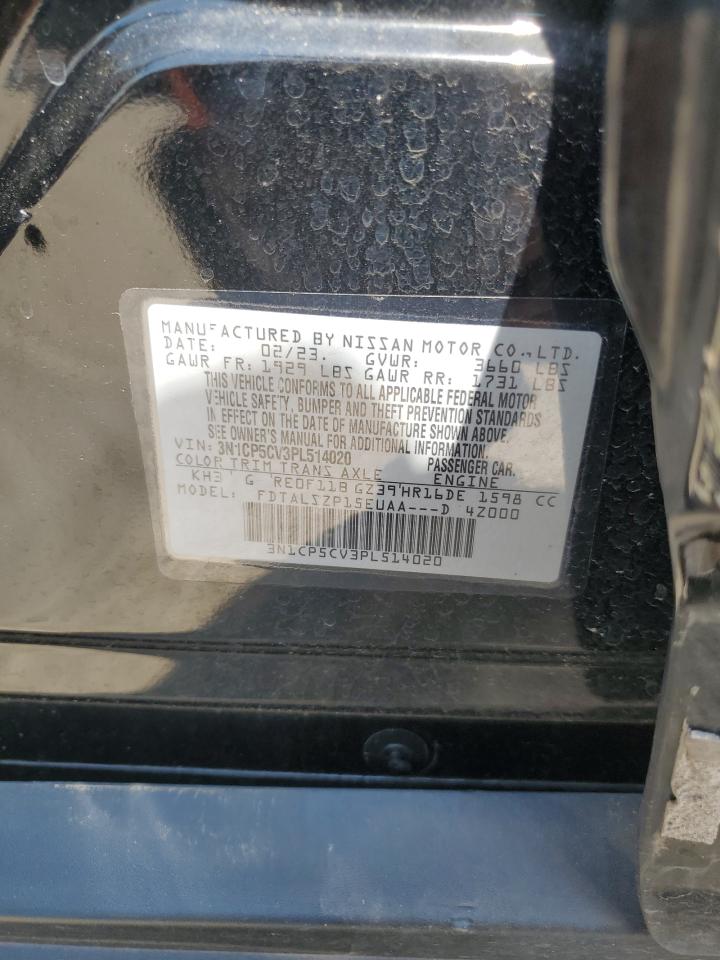 MANUFACTURED BY NISSAN MOTOR CO.,LTD.
DATE: 02/23. GVWR: 3660 LBS
GAWR FR: 1929 LBS GAWR RR: 1731 LBS
THIS VEHICLE CONFORMS TO ALL APPLICABLE FEDERAL MOTOR
VEHICLE SAFETY, BUMPER AND THEFT PREVENTION STANDARDS
IN EFFECT ON THE DATE OF MANUFACTURE SHOWN ABOVE.
SEE OWNER'S MANUAL FOR ADDITIONAL INFORMATION.
VIN: 3N1CP5CV3PL514020 PASSENGER CAR.
COLOR TRIM TRANS AXLE ENGINE
KH3 G RE0F11B GZ39 HR16DE 1598 CC
MODEL: FDTALSZP15EUAA---D 4Z000
3N1CP5CV3PL514020